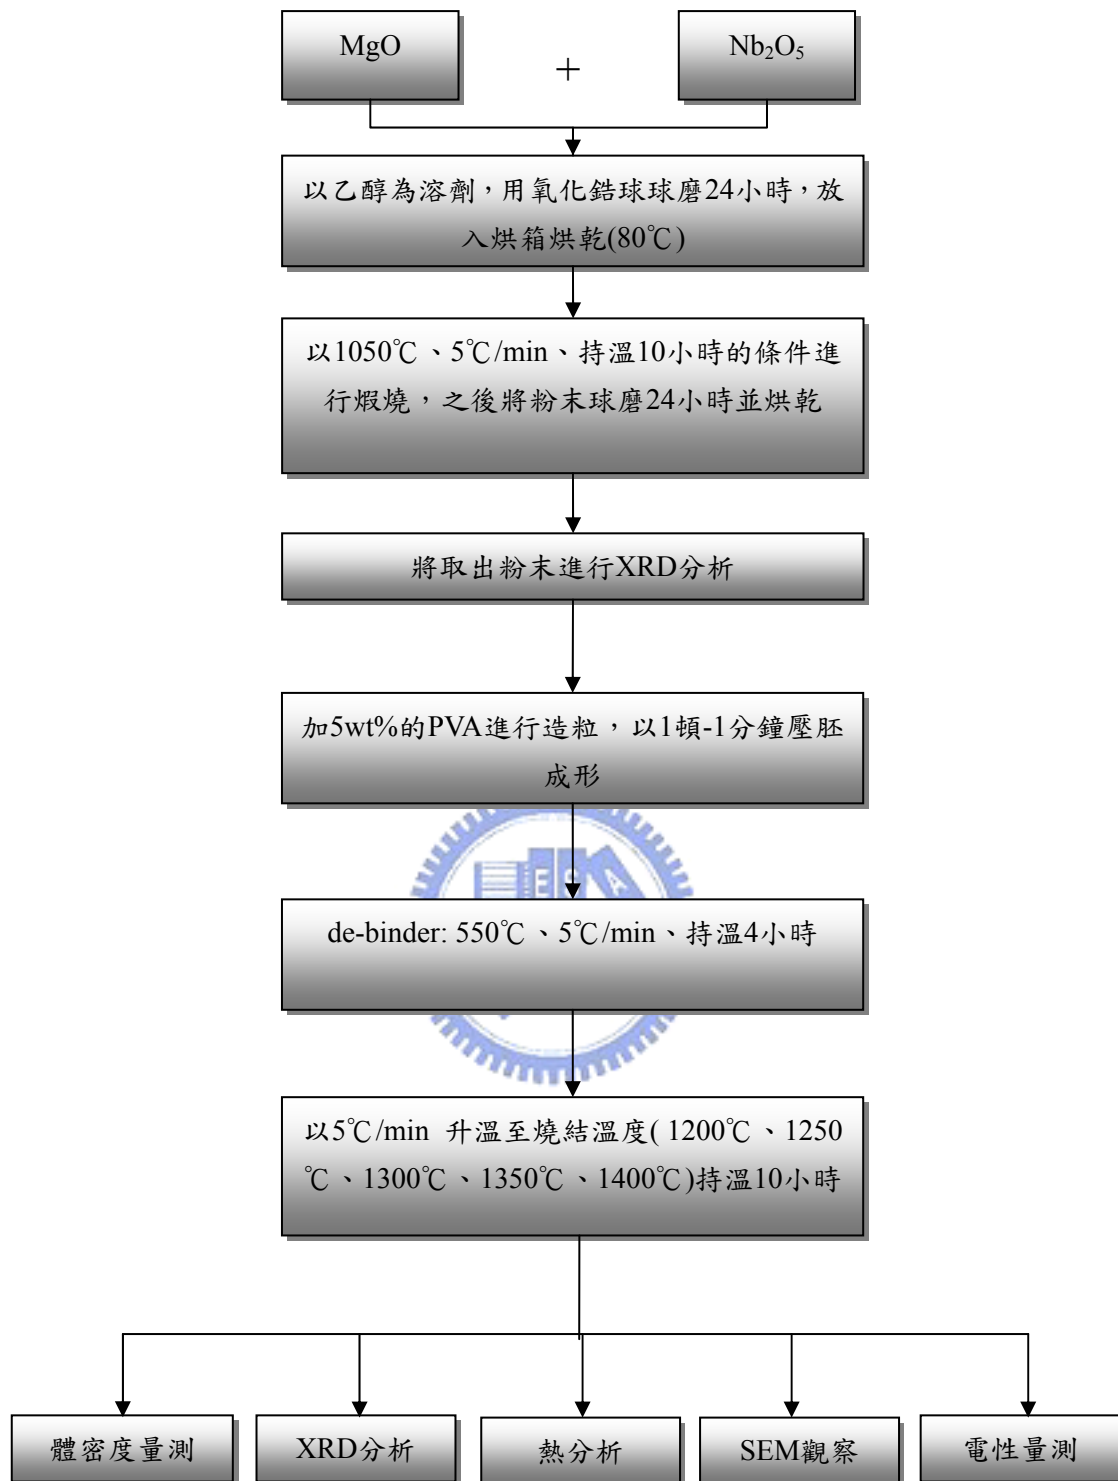 MgO
+
Nb₂O₅
以乙醇為溶劑，用氧化鋯球球磨24小時，放
入烘箱烘乾(80℃)
以1050℃、5℃/min、持溫10小時的條件進
行煆燒，之後將粉末球磨24小時並烘乾
將取出粉末進行XRD分析
加5wt%的PVA進行造粒，以1頓-1分鐘壓胚
成形
E
A
de-binder: 550℃、5℃/min、持溫4小時
以5℃/min 升溫至燒結溫度( 1200℃、1250
℃、1300℃、1350℃、1400℃)持溫10小時
體密度量測
XRD分析
熱分析
SEM觀察
電性量測